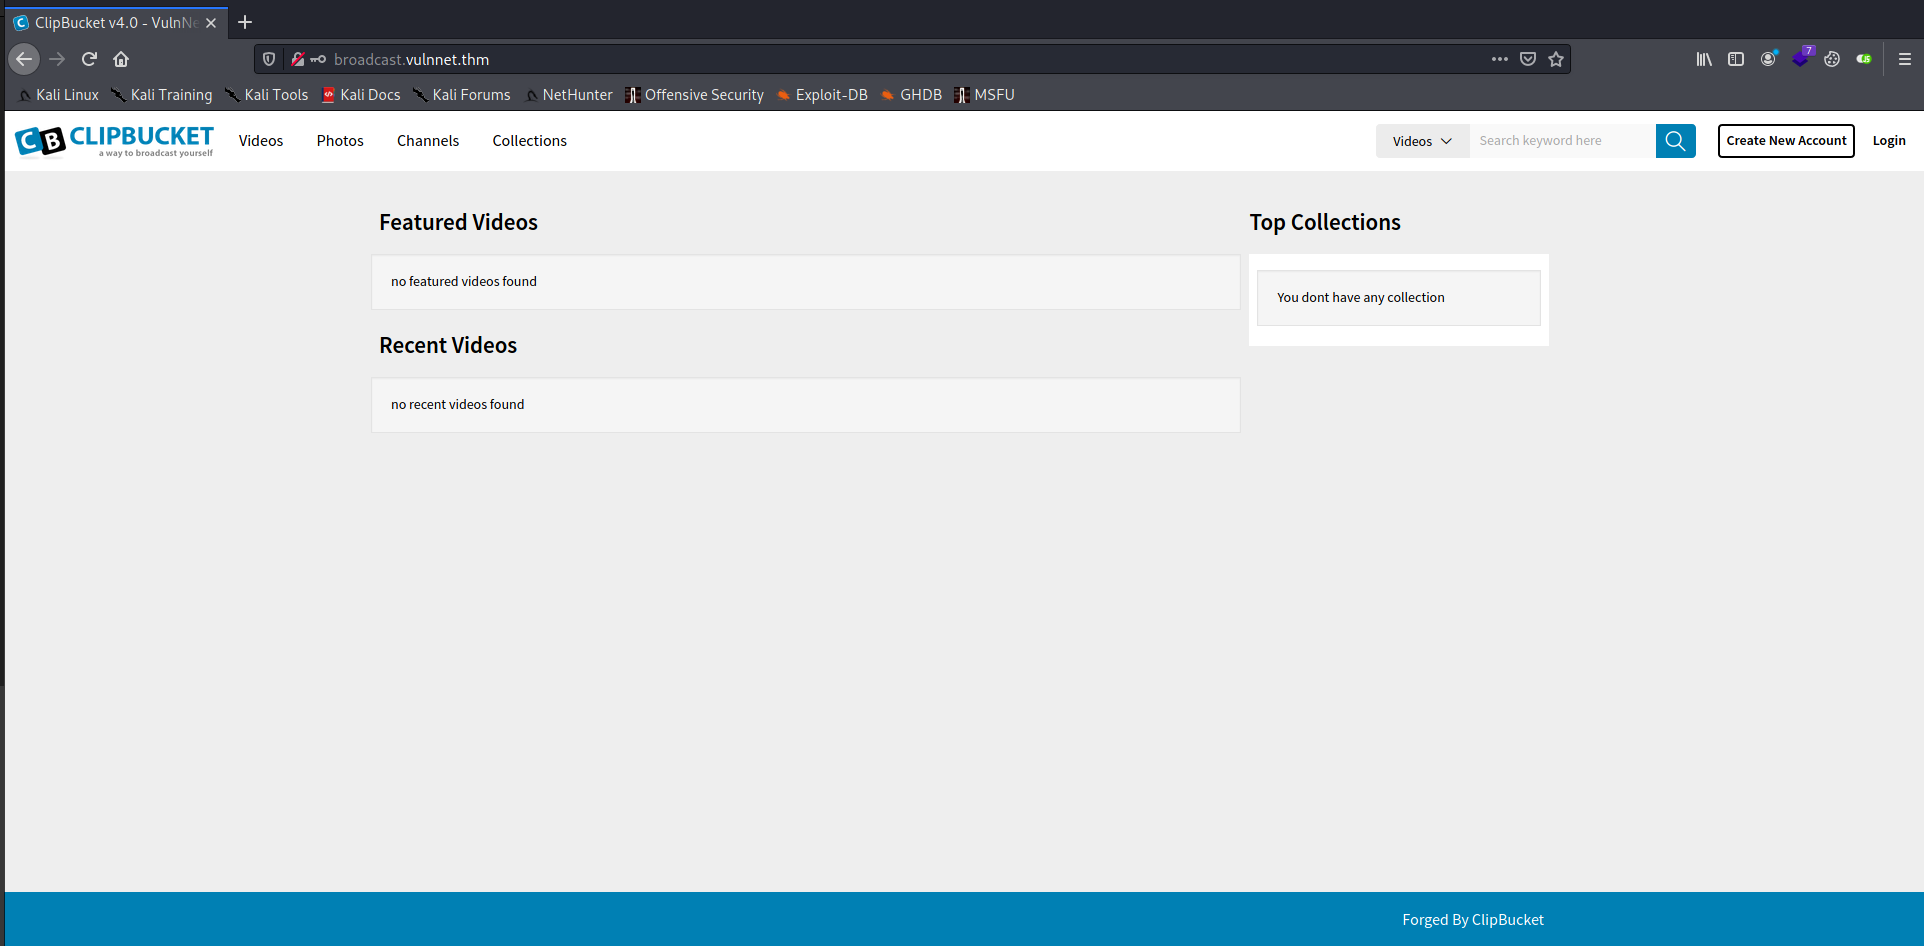 ClipBucket v4.0 - VulnNe
broadcast.vulnnet.thm
7
Kali Linux Kali Training Kali Tools Kali Docs Kali Forums NetHunter Offensive Security Exploit-DB GHDB MSFU
CB CLIPBUCKET
a way to broadcast yourself
Videos Photos Channels Collections Videos Search keyword here Create New Account Login
Featured Videos
no featured videos found
Recent Videos
no recent videos found
Top Collections
You dont have any collection
Forged By ClipBucket